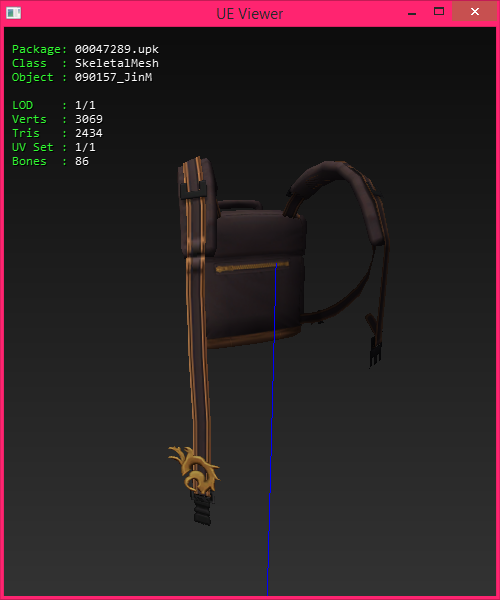 UE Viewer
Package: 00047289.upk
Class  : SkeletalMesh
Object : 090157_JinM
LOD    : 1/1
Verts  : 3069
Tris   : 2434
UV Set : 1/1
Bones  : 86